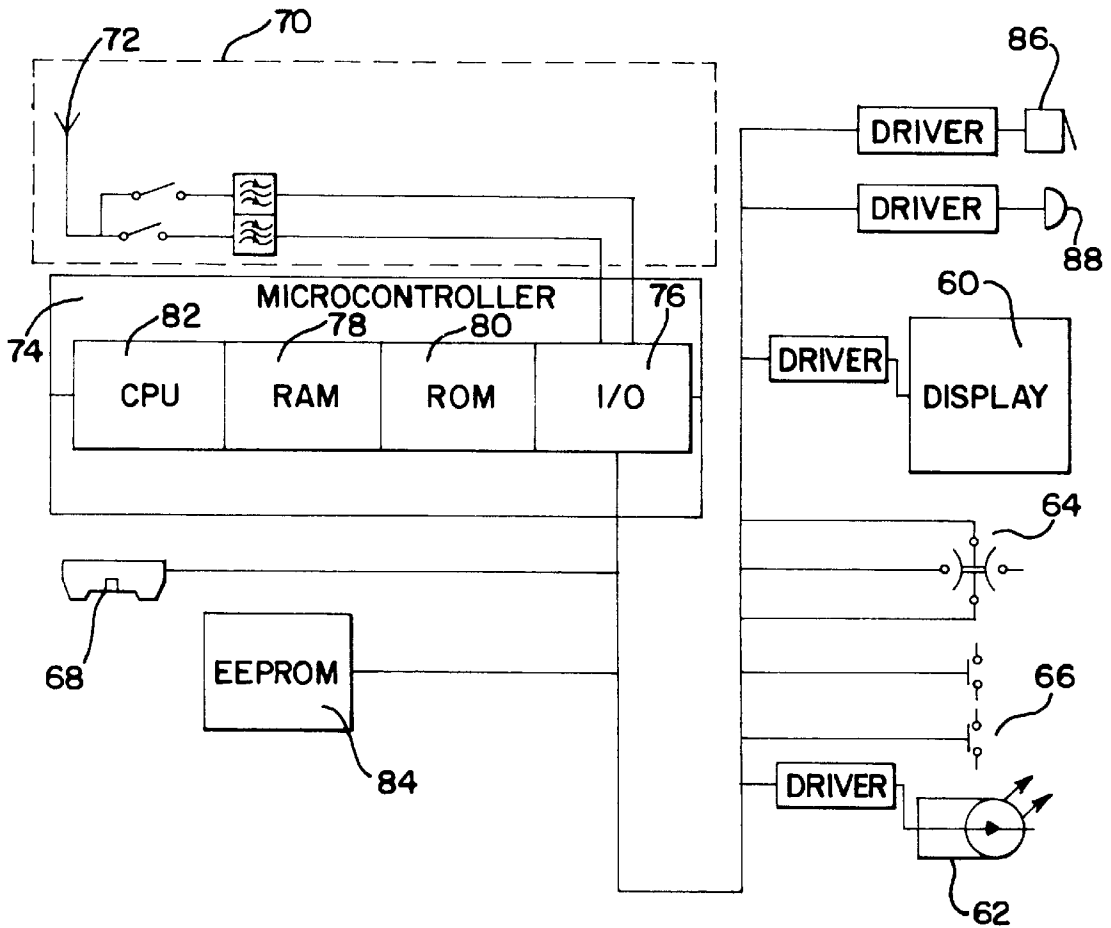 70
72
86
DRIVER
DRIVER
88
MICROCONTROLLER
76
60
74
82
78
80
CPU
RAM
ROM
I/O
DRIVER
DISPLAY
64
68
EEPROM
66
84
DRIVER
62